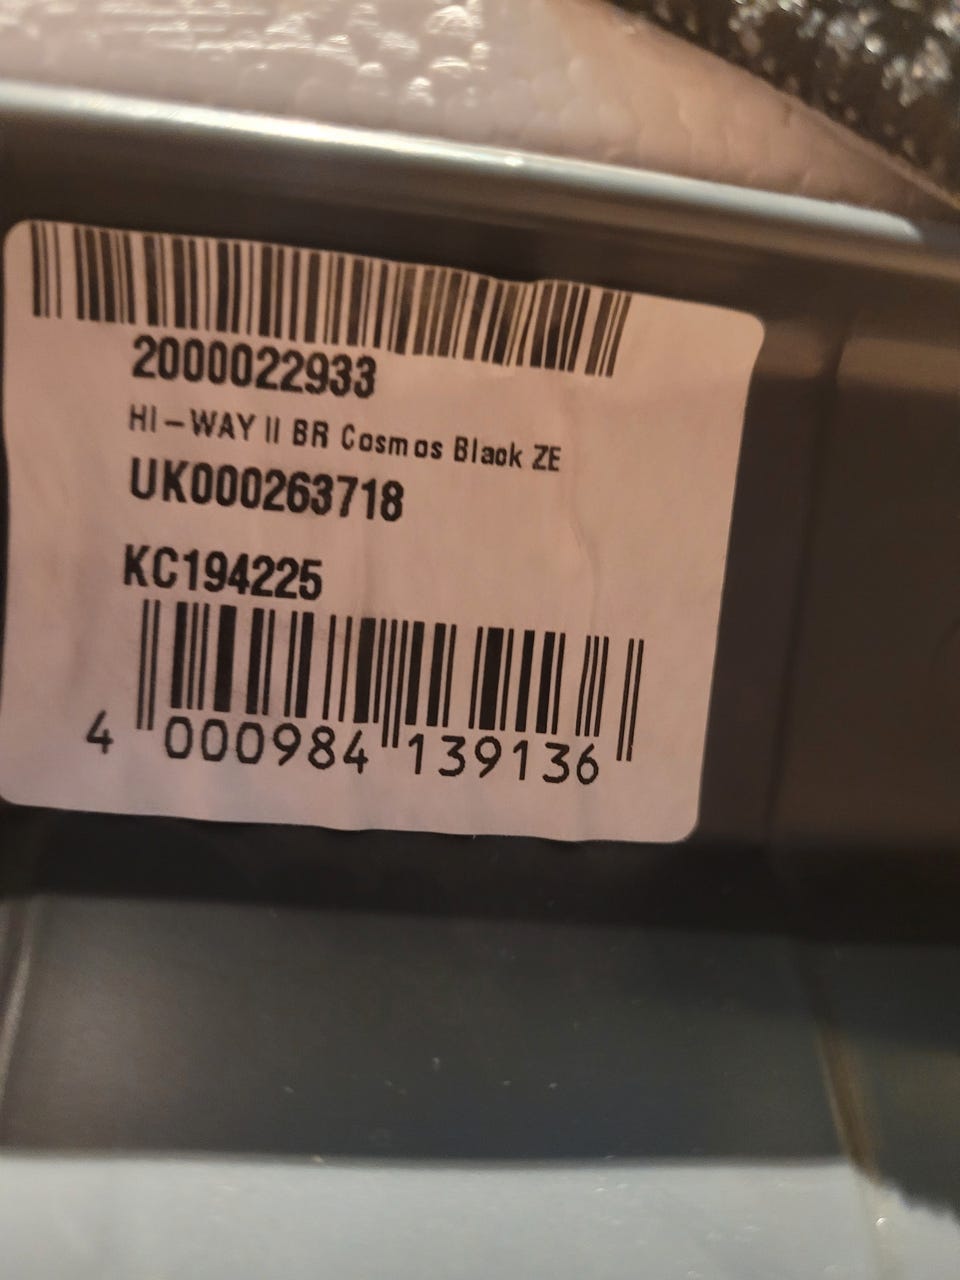 2000022933
HI-WAY II BR Cosmos Black ZE
UK000263718
KC194225
4 000984 139136